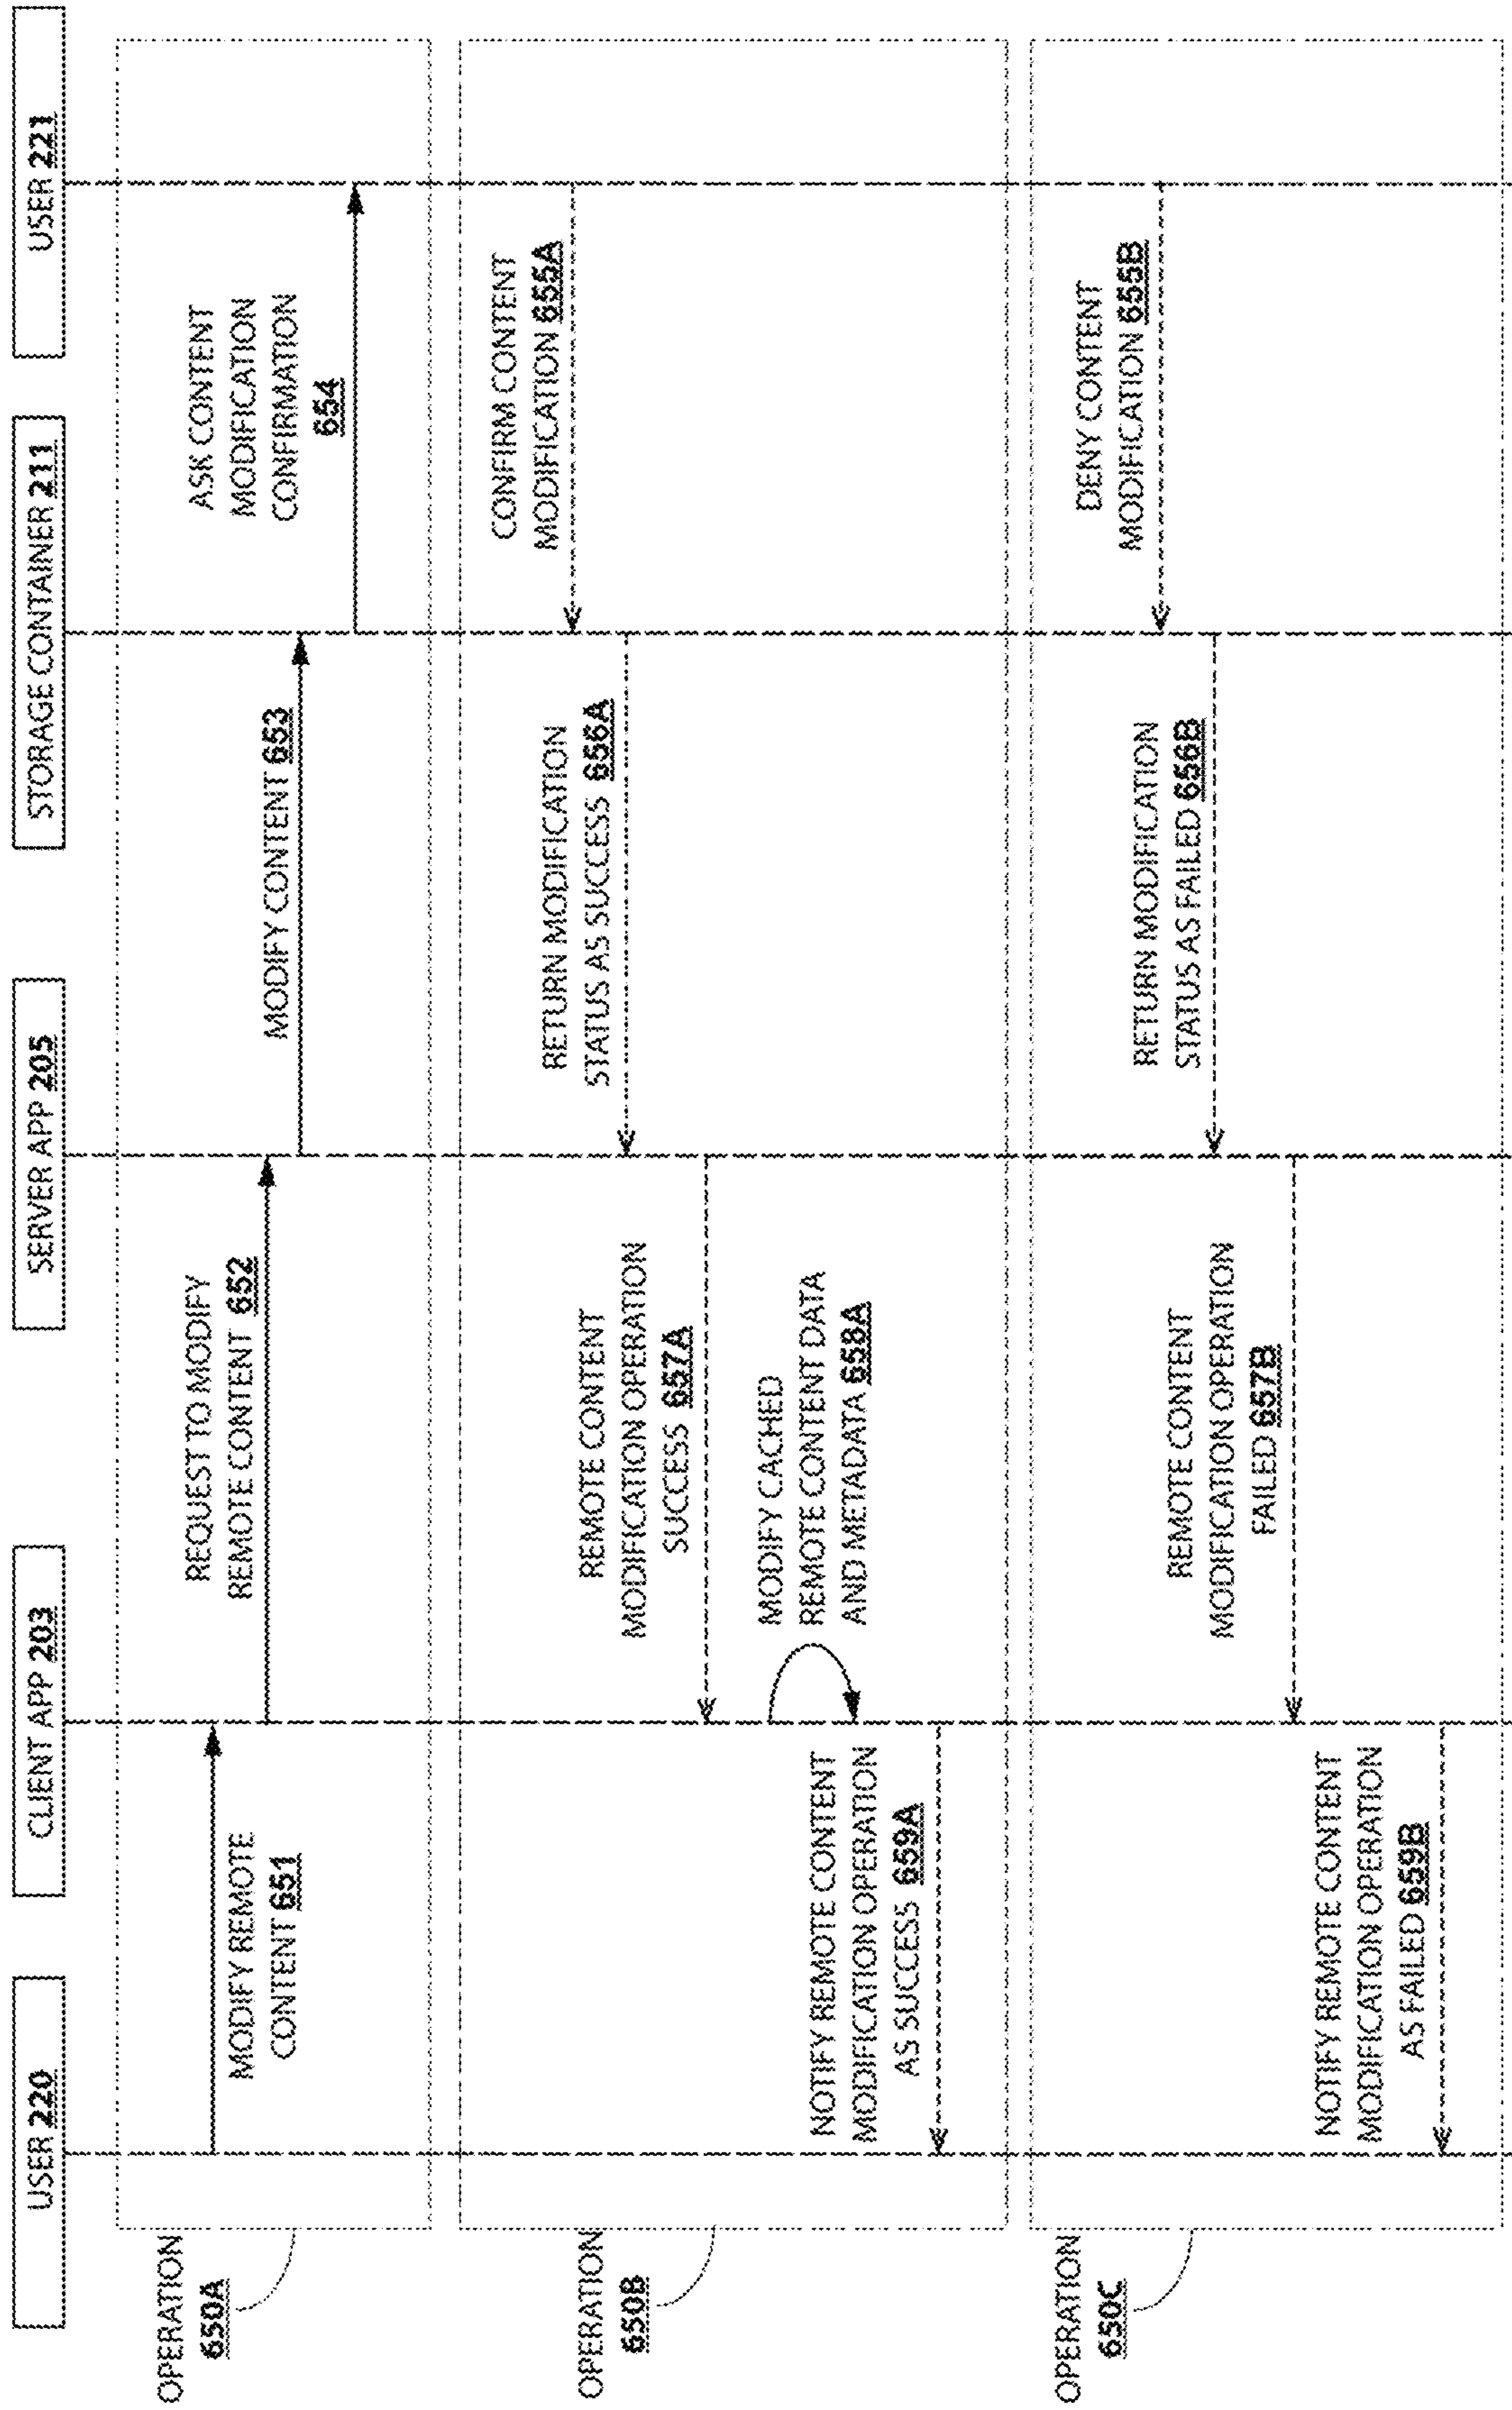 USER 220
CLIENT APP 203
SERVER APP 205
STORAGE CONTAINER 211
USER 221
OPERATION
650A
MODIFY REMOTE
CONTENT 651
REQUEST TO MODIFY
REMOTE CONTENT 652
MODIFY CONTENT 653
ASK CONTENT
MODIFICATION
CONFIRMATION
654
OPERATION
650B
CONFIRM CONTENT
MODIFICATION 655A
RETURN MODIFICATION
STATUS AS SUCCESS 656A
REMOTE CONTENT
MODIFICATION OPERATION
SUCCESS 657A
MODIFY CACHED
REMOTE CONTENT DATA
AND METADATA 658A
NOTIFY REMOTE CONTENT
MODIFICATION OPERATION
AS SUCCESS 659A
OPERATION
650C
DENY CONTENT
MODIFICATION 655B
RETURN MODIFICATION
STATUS AS FAILED 656B
REMOTE CONTENT
MODIFICATION OPERATION
FAILED 657B
NOTIFY REMOTE CONTENT
MODIFICATION OPERATION
AS FAILED 659B